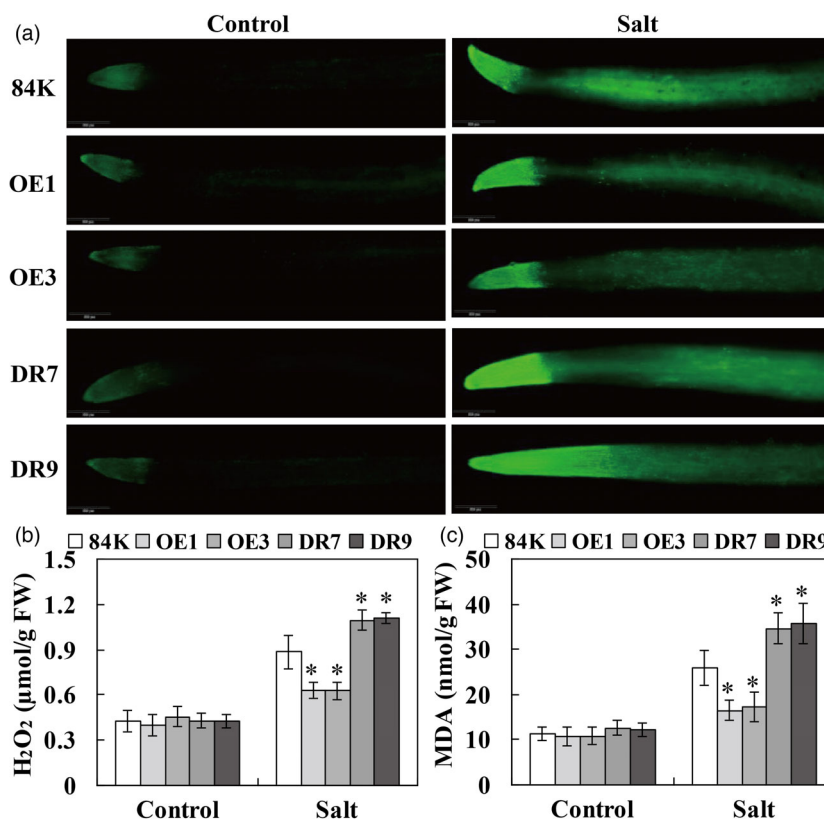 (a)
Control
Salt
84K
OE1
OE3
DR7
DR9
(b)
84K OE1 OE3 DR7 DR9
H₂O₂ (μmol/g FW)
1.5
1.2
0.9
0.6
0.3
0
* * * *
Control Salt
(c)
84K OE1 OE3 DR7 DR9
MDA (nmol/g FW)
50
40
30
20
10
0
* * * *
Control Salt